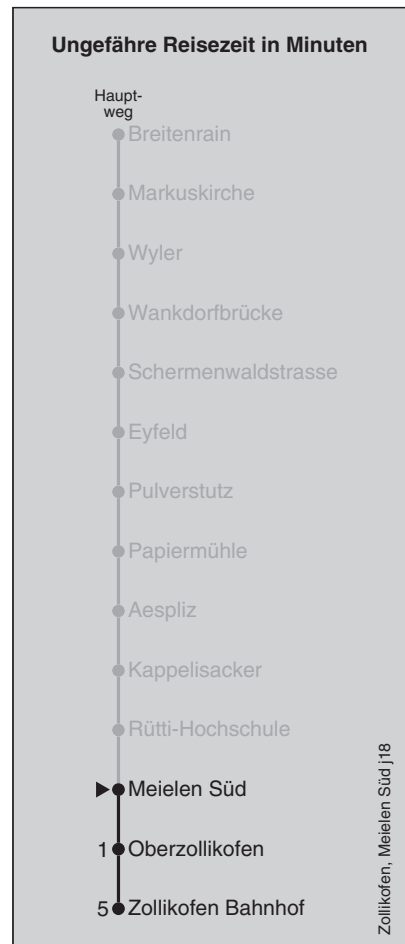 Ungefähre Reisezeit in Minuten
Haupt-
weg
Breitenrain
Markuskirche
Wyler
Wankdorfbrücke
Schermenwaldstrasse
Eyfeld
Pulverstutz
Papiermühle
Aespliz
Kappelisacker
Rütti-Hochschule
Meielen Süd
1 Oberzollikofen
5 Zollikofen Bahnhof
Zollikofen, Meielen Süd j18